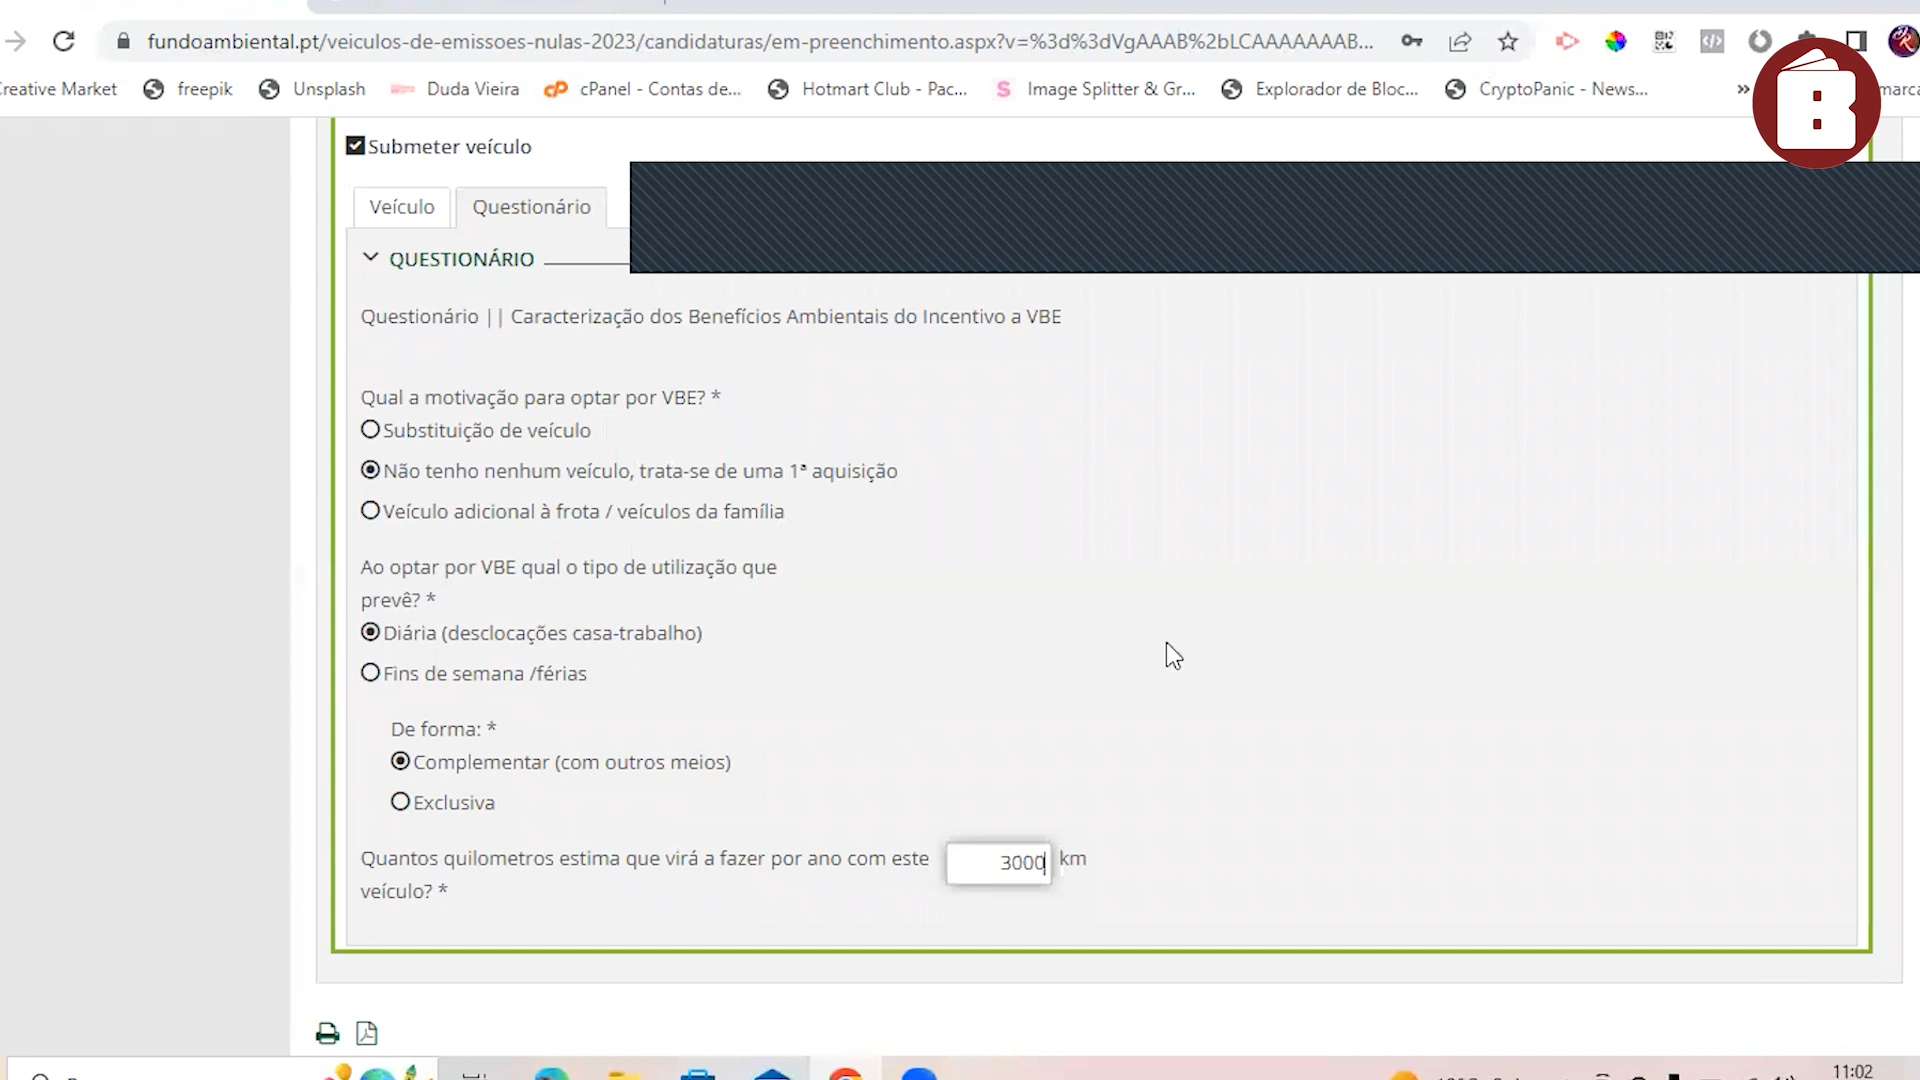 fundoambiental.pt/veiculos-de-emissoes-nulas-2023/candidaturas/em-preenchimento.aspx?v=%3d%3dVgAAAB%2bLCAAAAAAAB...
reative Market freepik Unsplash Duda Vieira cPanel - Contas de... Hotmart Club - Pac... Image Splitter & Gr... Explorador de Bloc... CryptoPanic - News... »
B
Submeter veículo
Veículo Questionário
QUESTIONÁRIO
Questionário || Caracterização dos Benefícios Ambientais do Incentivo a VBE
Qual a motivação para optar por VBE? *
Substituição de veículo
Não tenho nenhum veículo, trata-se de uma 1ª aquisição
Veículo adicional à frota / veículos da família
Ao optar por VBE qual o tipo de utilização que
prevê? *
Diária (desclocações casa-trabalho)
Fins de semana /férias
De forma: *
Complementar (com outros meios)
Exclusiva
Quantos quilometros estima que virá a fazer por ano com este 3000 km
veículo? *
11:02